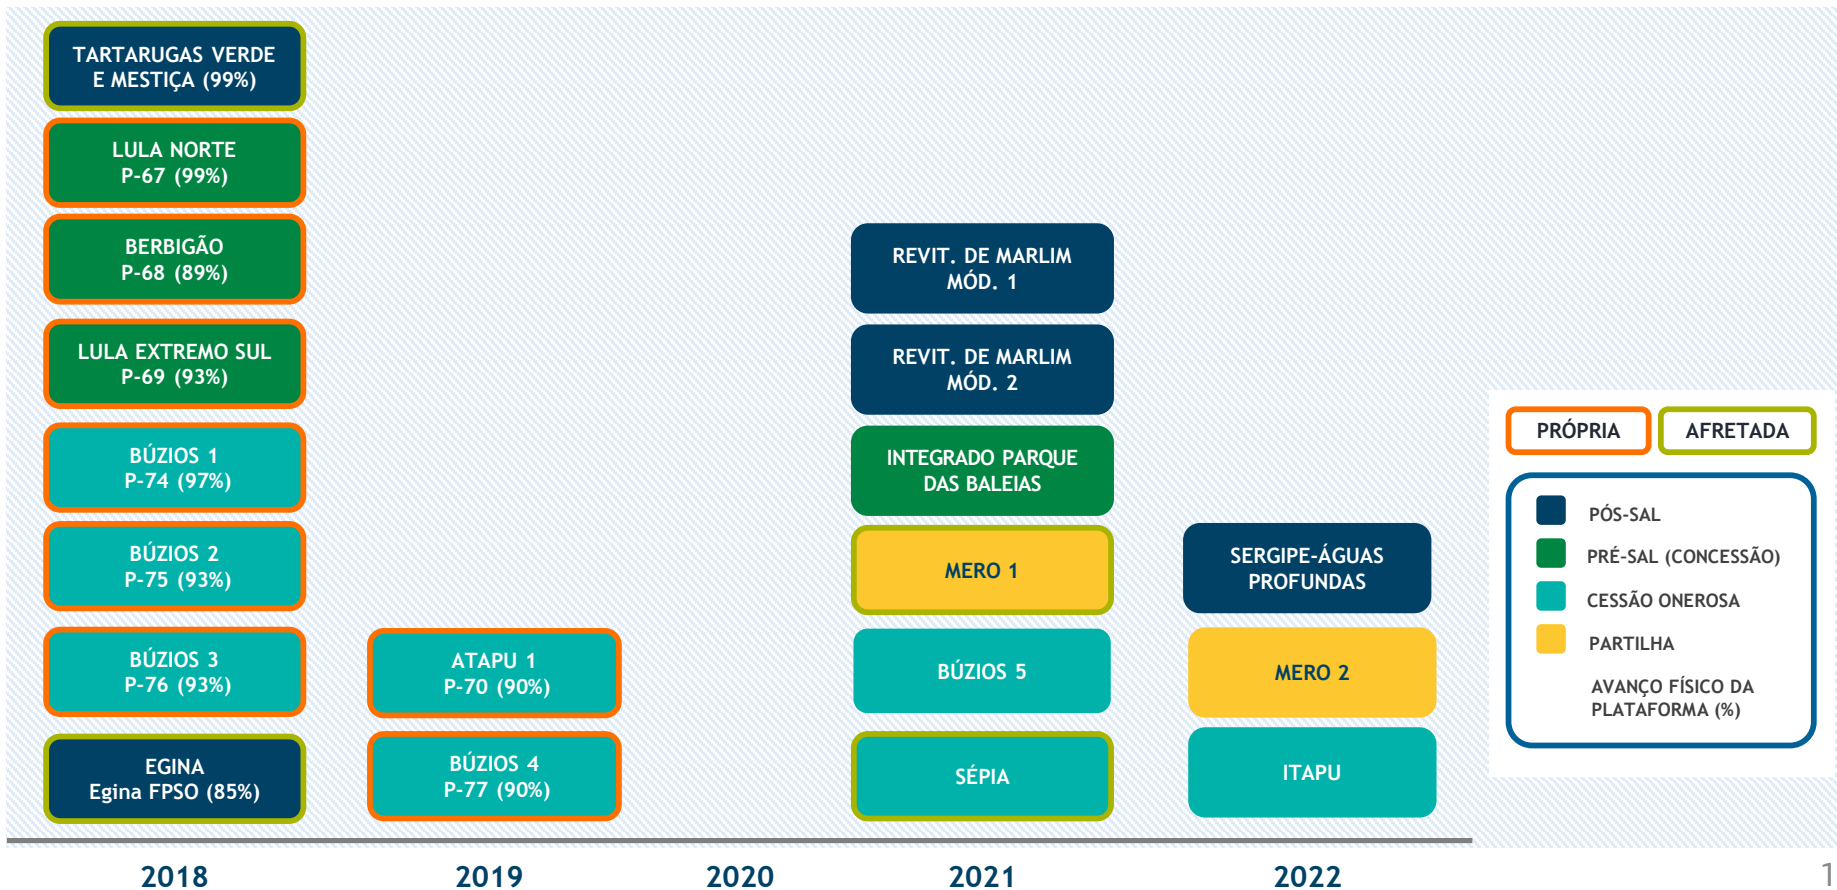 TARTARUGAS VERDE
E MESTIÇA (99%)
LULA NORTE
P-67 (99%)
BERBIGÃO
P-68 (89%)
LULA EXTREMO SUL
P-69 (93%)
BÚZIOS 1
P-74 (97%)
BÚZIOS 2
P-75 (93%)
BÚZIOS 3
P-76 (93%)
EGINA
Egina FPSO (85%)
ATAPU 1
P-70 (90%)
BÚZIOS 4
P-77 (90%)
REVIT. DE MARLIM
MÓD. 1
REVIT. DE MARLIM
MÓD. 2
INTEGRADO PARQUE
DAS BALEIAS
MERO 1
BÚZIOS 5
SÉPIA
SERGIPE-ÁGUAS
PROFUNDAS
MERO 2
ITAPU
PRÓPRIA
AFRETADA
PÓS-SAL
PRÉ-SAL (CONCESSÃO)
CESSÃO ONEROSA
PARTILHA
AVANÇO FÍSICO DA
PLATAFORMA (%)
2018
2019
2020
2021
2022
1